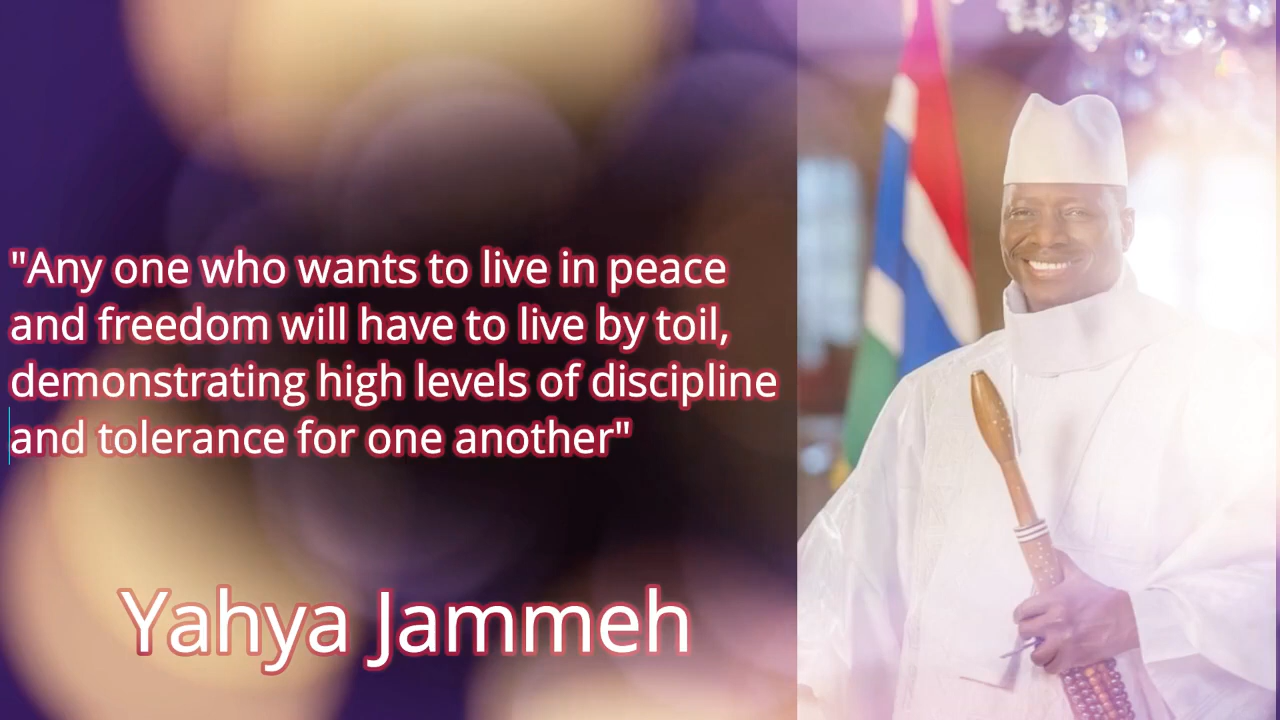 "Any one who wants to live in peace
and freedom will have to live by toil,
demonstrating high levels of discipline
and tolerance for one another"
Yahya Jammeh